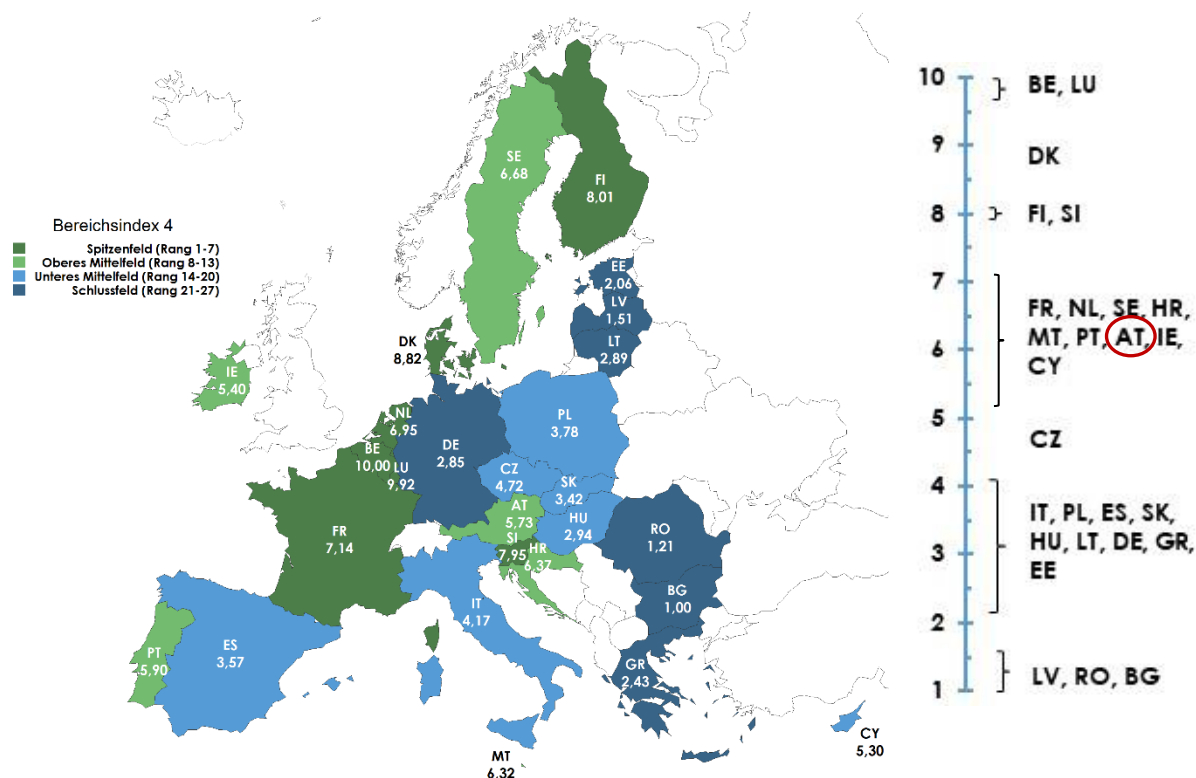 Bereichsindex 4
Spitzenfeld (Rang 1-7)
Oberes Mittelfeld (Rang 8-13)
Unteres Mittelfeld (Rang 14-20)
Schlussfeld (Rang 21-27)
SE
6,68
FI
8,01
EE
2,06
LV
1,51
LT
2,89
DK
8,82
IE
5,40
NL
6,95
BE
10,00
LU
9,92
DE
2,85
PL
3,78
CZ
4,72
SK
3,42
AT
5,73
HU
2,94
SI
7,95
HR
6,37
FR
7,14
RO
1,21
BG
1,00
IT
4,17
ES
3,57
PT
5,90
GR
2,43
MT
6,32
CY
5,30
10
9
8
7
6
5
4
3
2
1
BE, LU
DK
FI, SI
FR, NL, SE, HR,
MT, PT, AT, IE,
CY
CZ
IT, PL, ES, SK,
HU, LT, DE, GR,
EE
LV, RO, BG